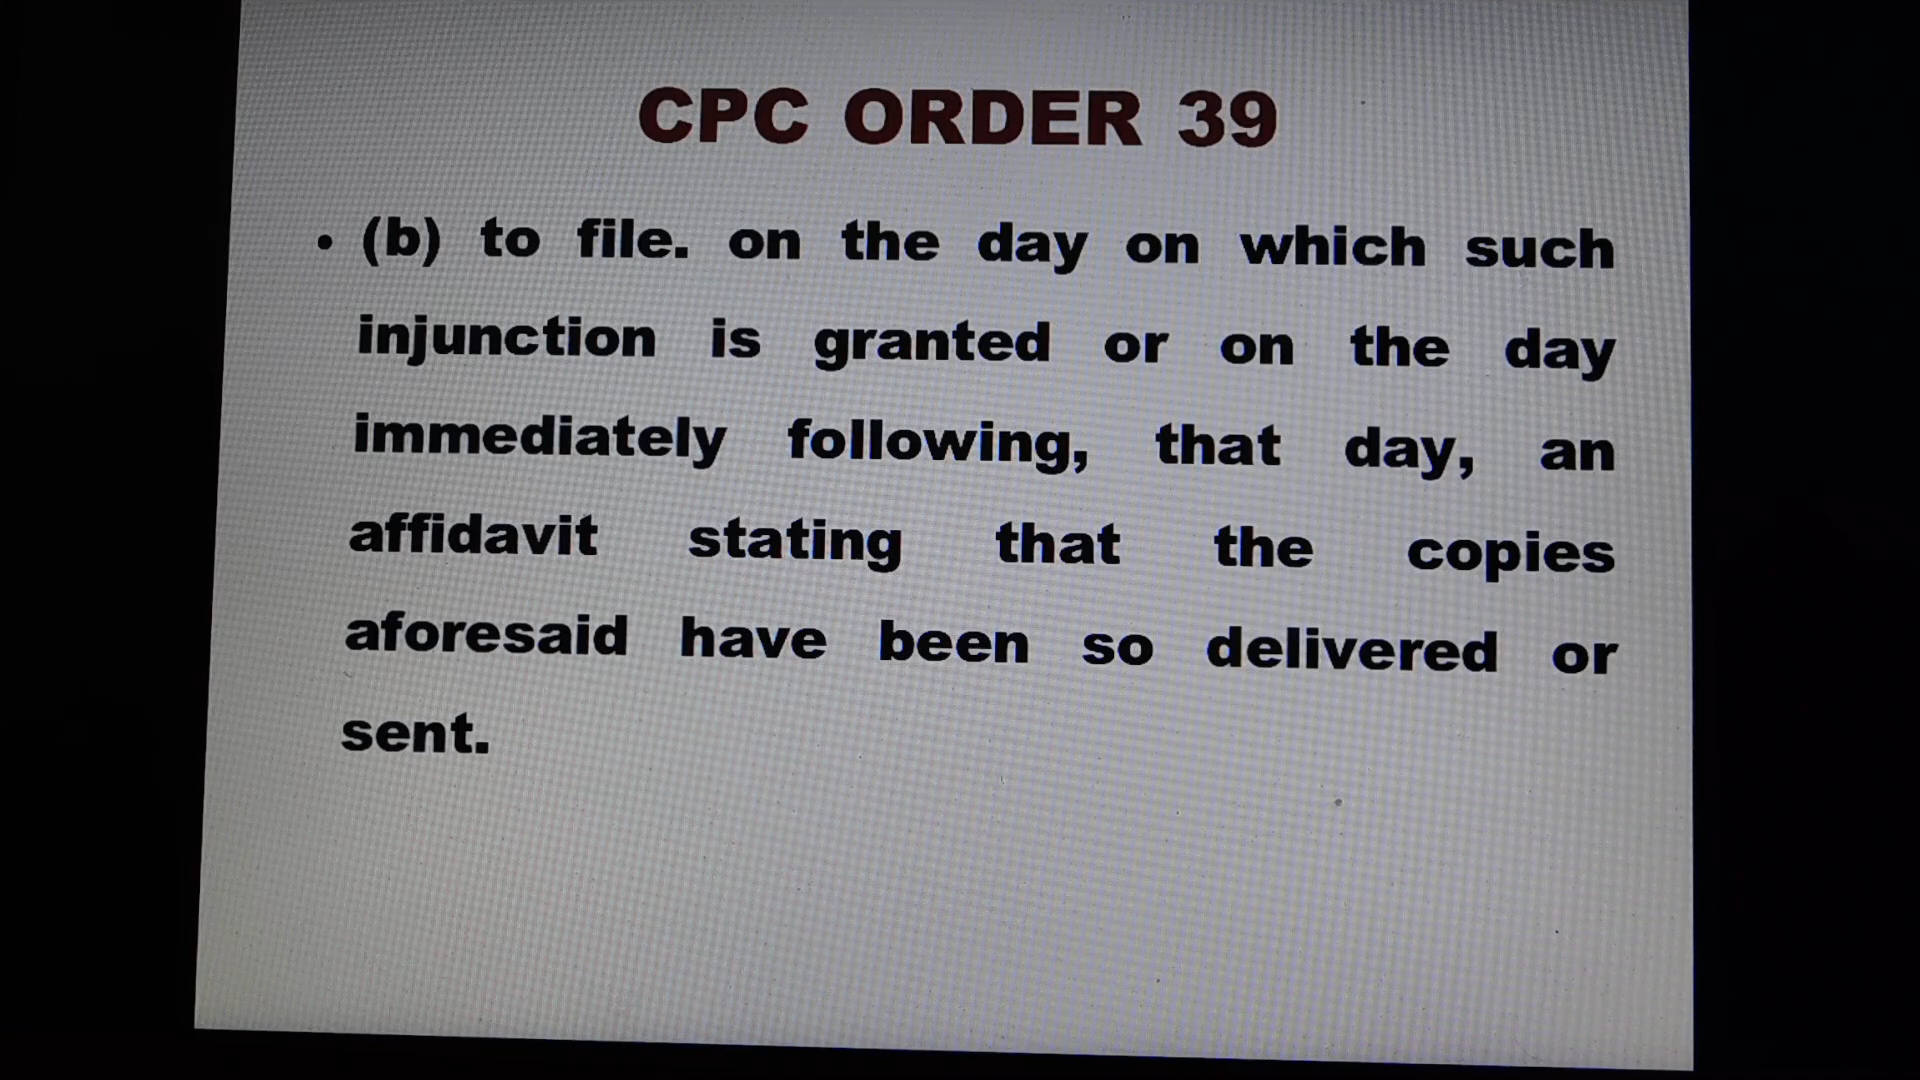 CPC ORDER 39
• (b) to file. on the day on which such
injunction is granted or on the day
immediately following, that day, an
affidavit stating that the copies
aforesaid have been so delivered or
sent.